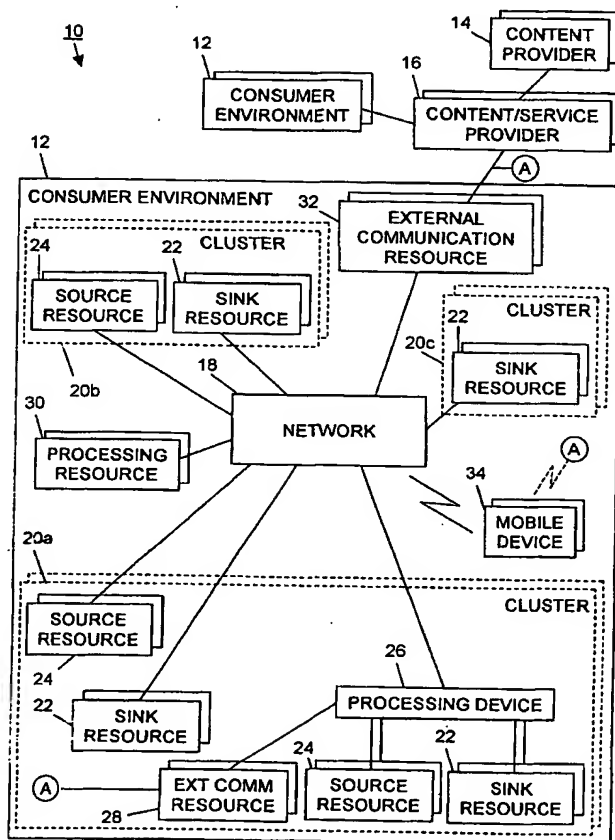 10
14
CONTENT
PROVIDER
12
16
CONSUMER
ENVIRONMENT
CONTENT/SERVICE
PROVIDER
12
A
CONSUMER ENVIRONMENT
32
EXTERNAL
COMMUNICATION
RESOURCE
CLUSTER
24
22
SOURCE
RESOURCE
SINK
RESOURCE
20b
CLUSTER
22
20c
SINK
RESOURCE
18
NETWORK
30
PROCESSING
RESOURCE
A
34
MOBILE
DEVICE
20a
CLUSTER
SOURCE
RESOURCE
24
26
PROCESSING DEVICE
22
SINK
RESOURCE
24
22
A
EXT COMM
RESOURCE
SOURCE
RESOURCE
SINK
RESOURCE
28